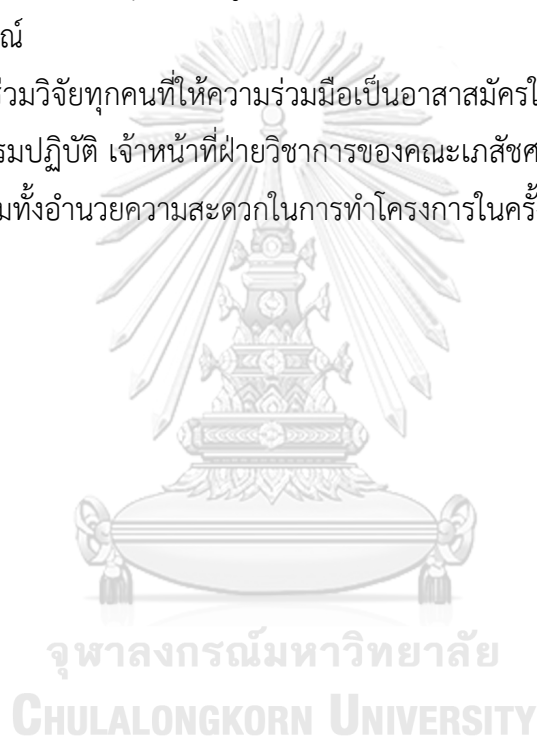 ณ์
ร่วมวิจัยทุกคนที่ให้ความร่วมมือเป็นอาสาสมัครใ
รมปฏิบัติ เจ้าหน้าที่ฝ่ายวิชาการของคณะเภสัชศ
มทั้งอำนวยความสะดวกในการทำโครงการในครั้
จุฬาลงกรณ์มหาวิทยาลัย
CHULALONGKORN UNIVERSITY